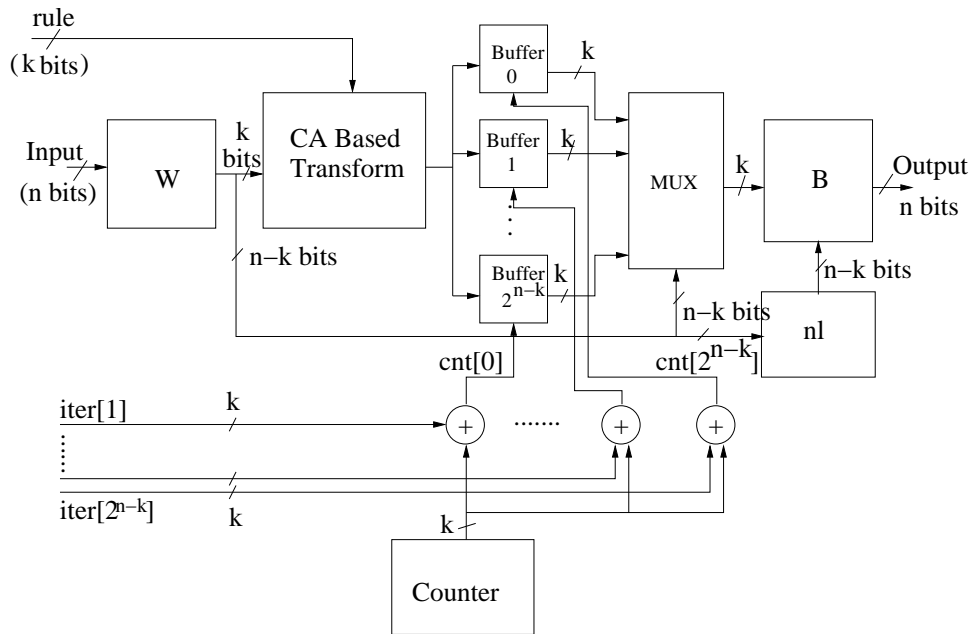 rule
(k bits)
Input
(n bits)
W
k
bits
CA Based
Transform
Buffer
0
k
Buffer
1
k
Buffer
2^{n−k}
k
MUX
k
B
Output
n bits
n−k bits
n−k bits
n−k bits
n−k
nl
cnt[0]
cnt[2^{n−k}]
iter[1]
k
+
.......
+
+
iter[2^{n−k}]
k
k
Counter